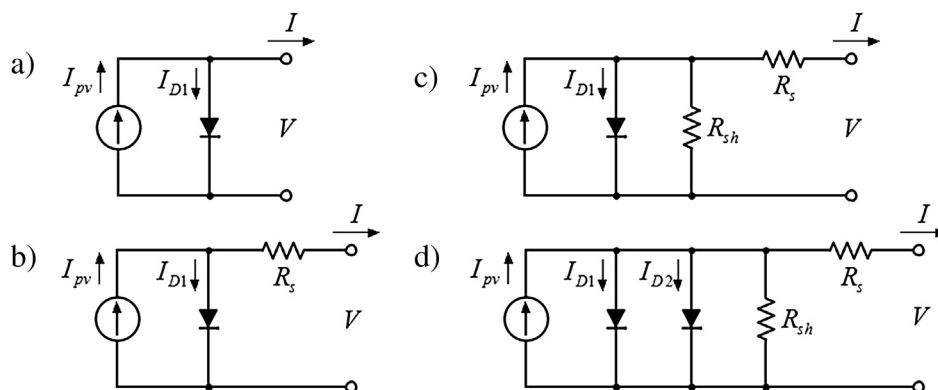 a)
I
I_pv
I_D1
V
b)
I
I_pv
I_D1
R_s
V
c)
I
I_pv
I_D1
R_sh
R_s
V
d)
I
I_pv
I_D1
I_D2
R_sh
R_s
V